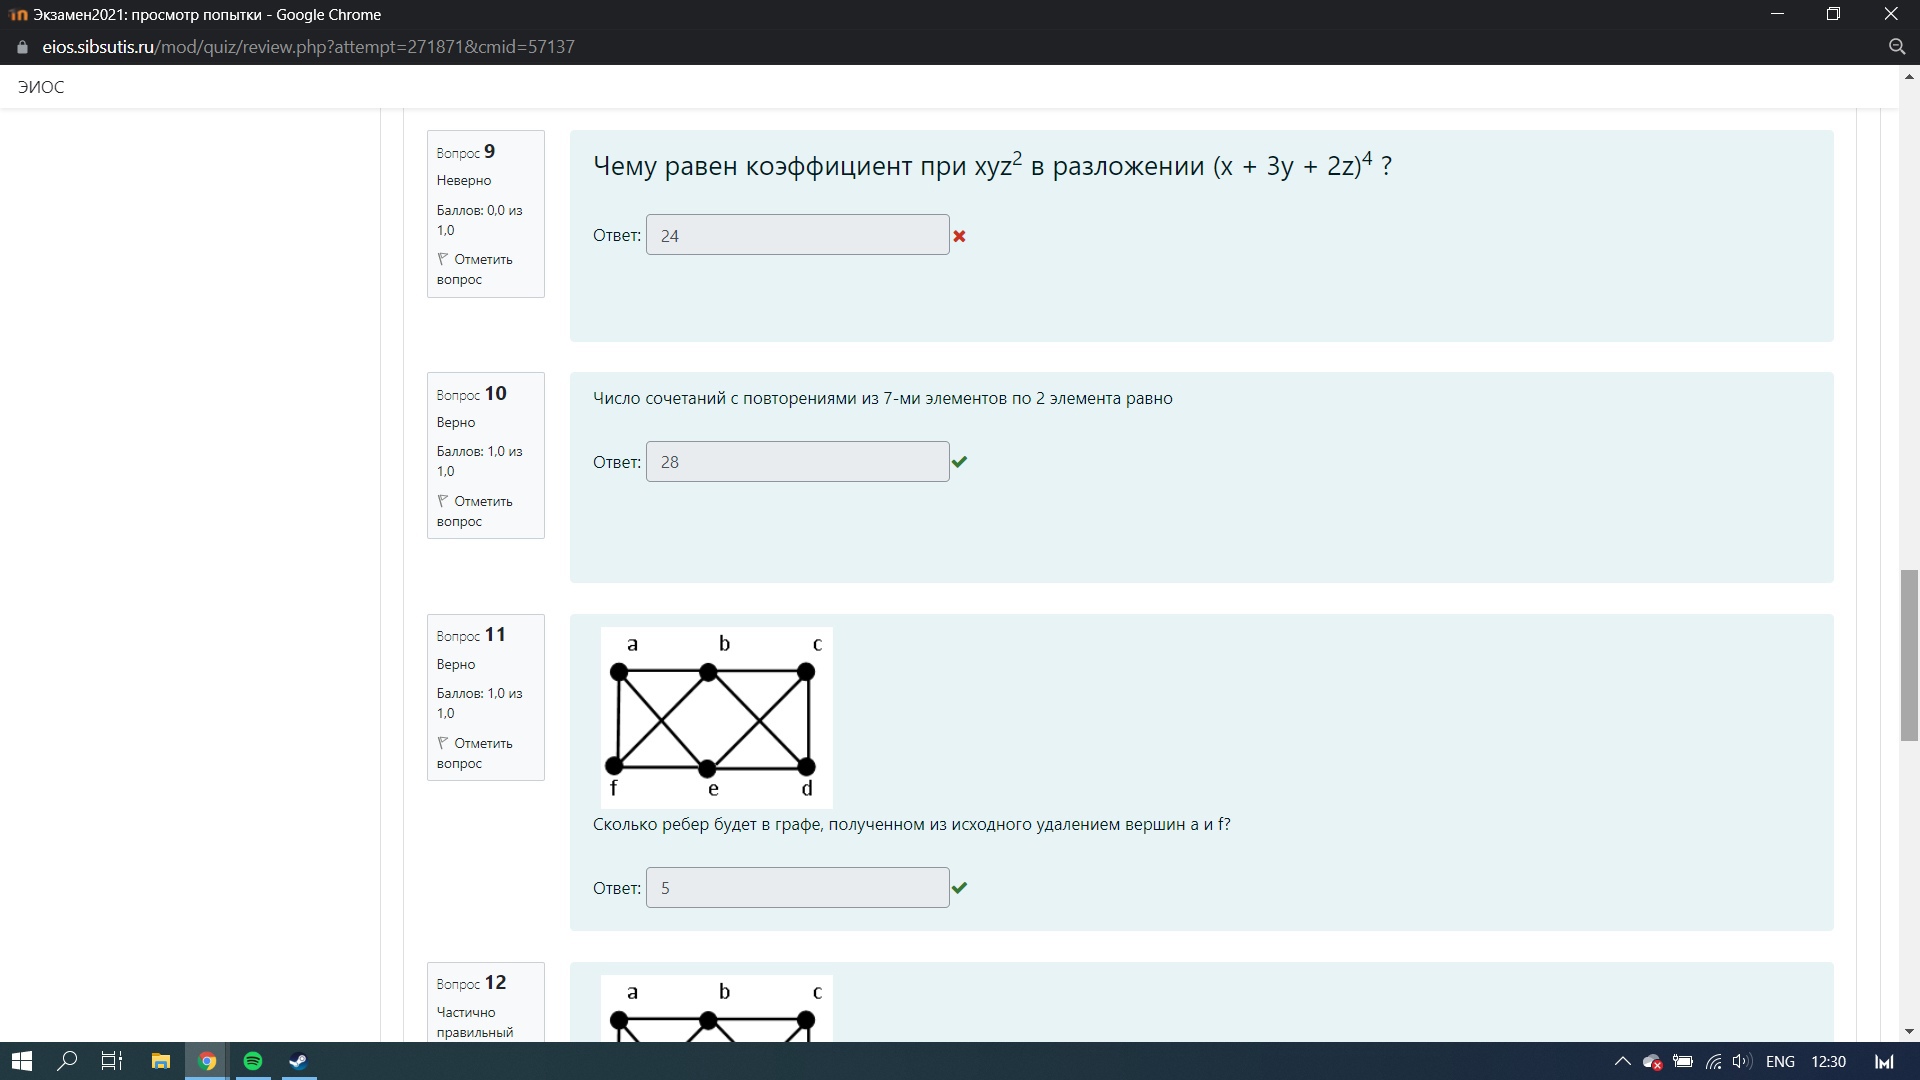 Экзамен2021: просмотр попытки - Google Chrome
eios.sibsutis.ru/mod/quiz/review.php?attempt=271871&cmid=57137
ЭИОС
Вопрос 9
Неверно
Баллов: 0,0 из
1,0
Отметить
вопрос
Чему равен коэффициент при xyz² в разложении (x + 3y + 2z)⁴ ?
Ответ: 24
Вопрос 10
Верно
Баллов: 1,0 из
1,0
Отметить
вопрос
Число сочетаний с повторениями из 7-ми элементов по 2 элемента равно
Ответ: 28
Вопрос 11
Верно
Баллов: 1,0 из
1,0
Отметить
вопрос
a b c
f e d
Сколько ребер будет в графе, полученном из исходного удалением вершин a и f?
Ответ: 5
Вопрос 12
Частично
правильный
a b c
ENG 12:30